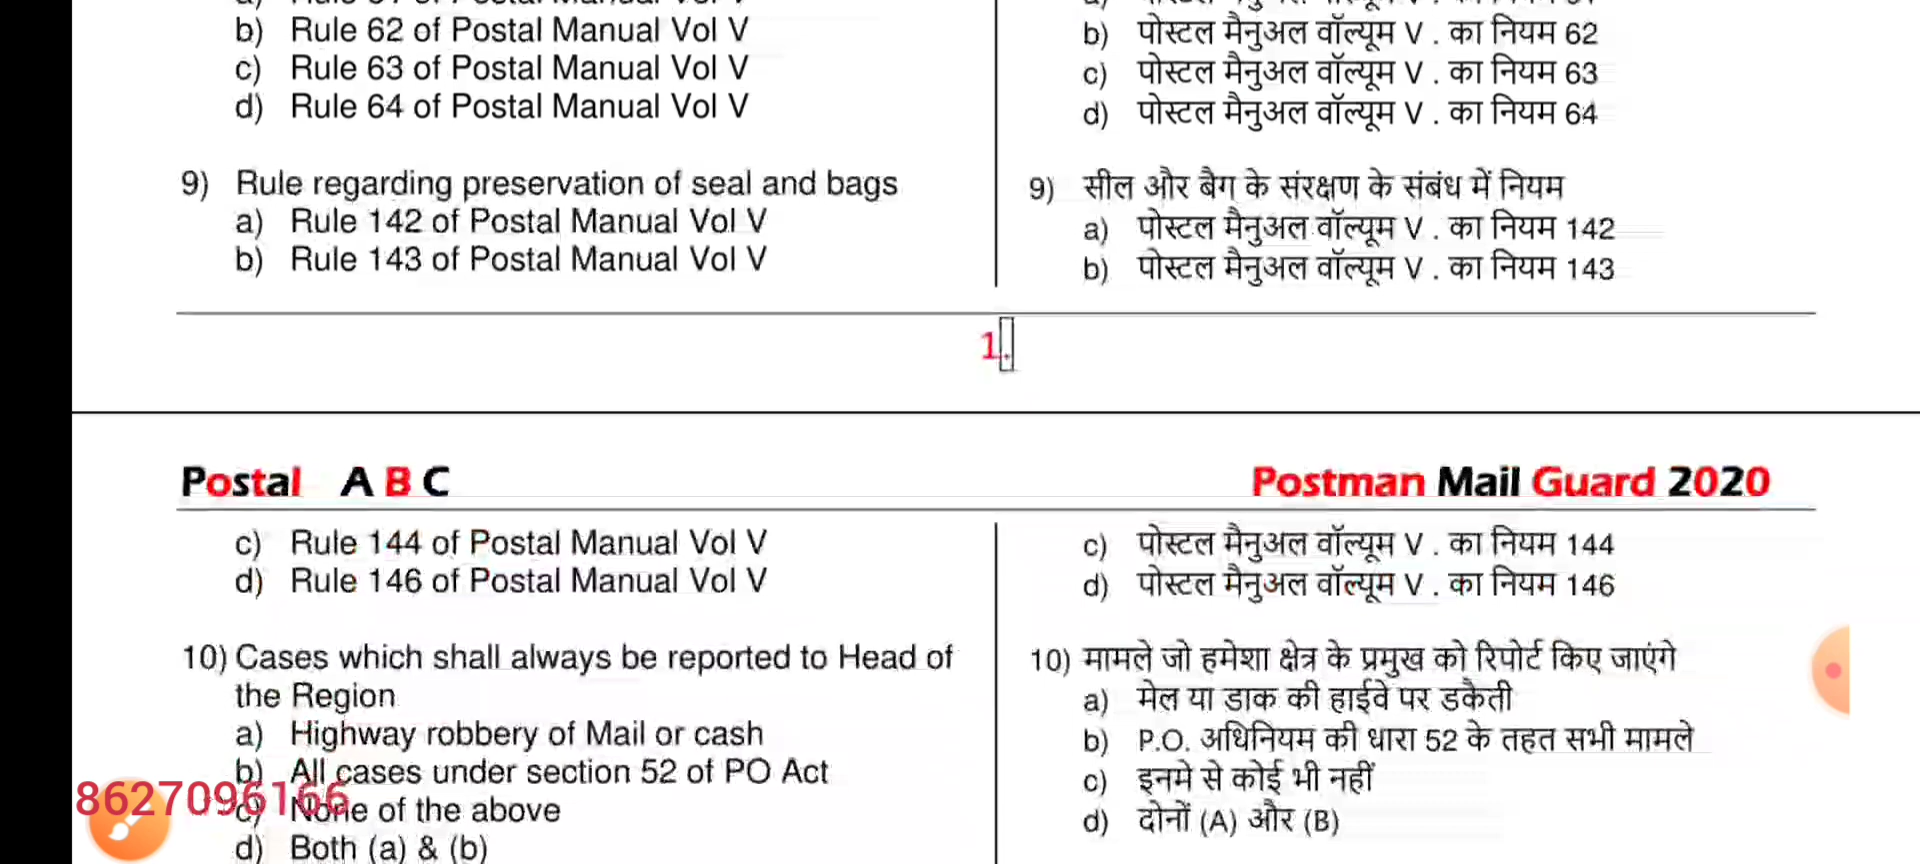 b) Rule 62 of Postal Manual Vol V
c) Rule 63 of Postal Manual Vol V
d) Rule 64 of Postal Manual Vol V
9) Rule regarding preservation of seal and bags
a) Rule 142 of Postal Manual Vol V
b) Rule 143 of Postal Manual Vol V
b) पोस्टल मैनुअल वॉल्यूम V . का नियम 62
c) पोस्टल मैनुअल वॉल्यूम V . का नियम 63
d) पोस्टल मैनुअल वॉल्यूम V . का नियम 64
9) सील और बैग के संरक्षण के संबंध में नियम
a) पोस्टल मैनुअल वॉल्यूम V . का नियम 142
b) पोस्टल मैनुअल वॉल्यूम V . का नियम 143
1.
Postal A B C
Postman Mail Guard 2020
c) Rule 144 of Postal Manual Vol V
d) Rule 146 of Postal Manual Vol V
10) Cases which shall always be reported to Head of
the Region
a) Highway robbery of Mail or cash
b) All cases under section 52 of PO Act
c) None of the above
d) Both (a) & (b)
c) पोस्टल मैनुअल वॉल्यूम V . का नियम 144
d) पोस्टल मैनुअल वॉल्यूम V . का नियम 146
10) मामले जो हमेशा क्षेत्र के प्रमुख को रिपोर्ट किए जाएंगे
a) मेल या डाक की हाईवे पर डकैती
b) P.O. अधिनियम की धारा 52 के तहत सभी मामले
c) इनमे से कोई भी नहीं
d) दोनों (A) और (B)
8627096166